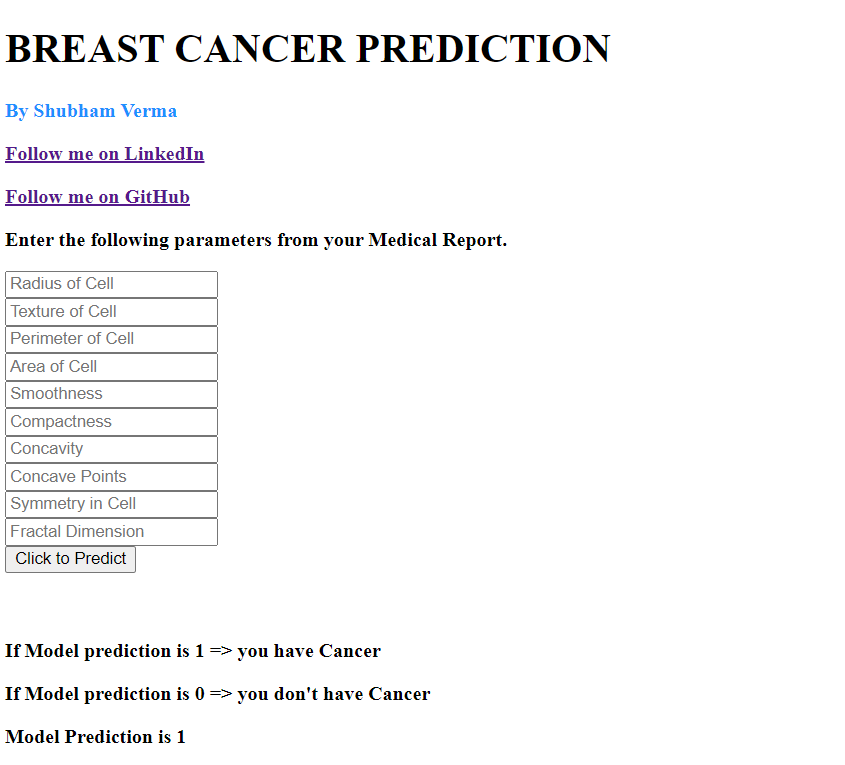 BREAST CANCER PREDICTION
By Shubham Verma
Follow me on LinkedIn
Follow me on GitHub
Enter the following parameters from your Medical Report.
Radius of Cell
Texture of Cell
Perimeter of Cell
Area of Cell
Smoothness
Compactness
Concavity
Concave Points
Symmetry in Cell
Fractal Dimension
Click to Predict
If Model prediction is 1 => you have Cancer
If Model prediction is 0 => you don't have Cancer
Model Prediction is 1